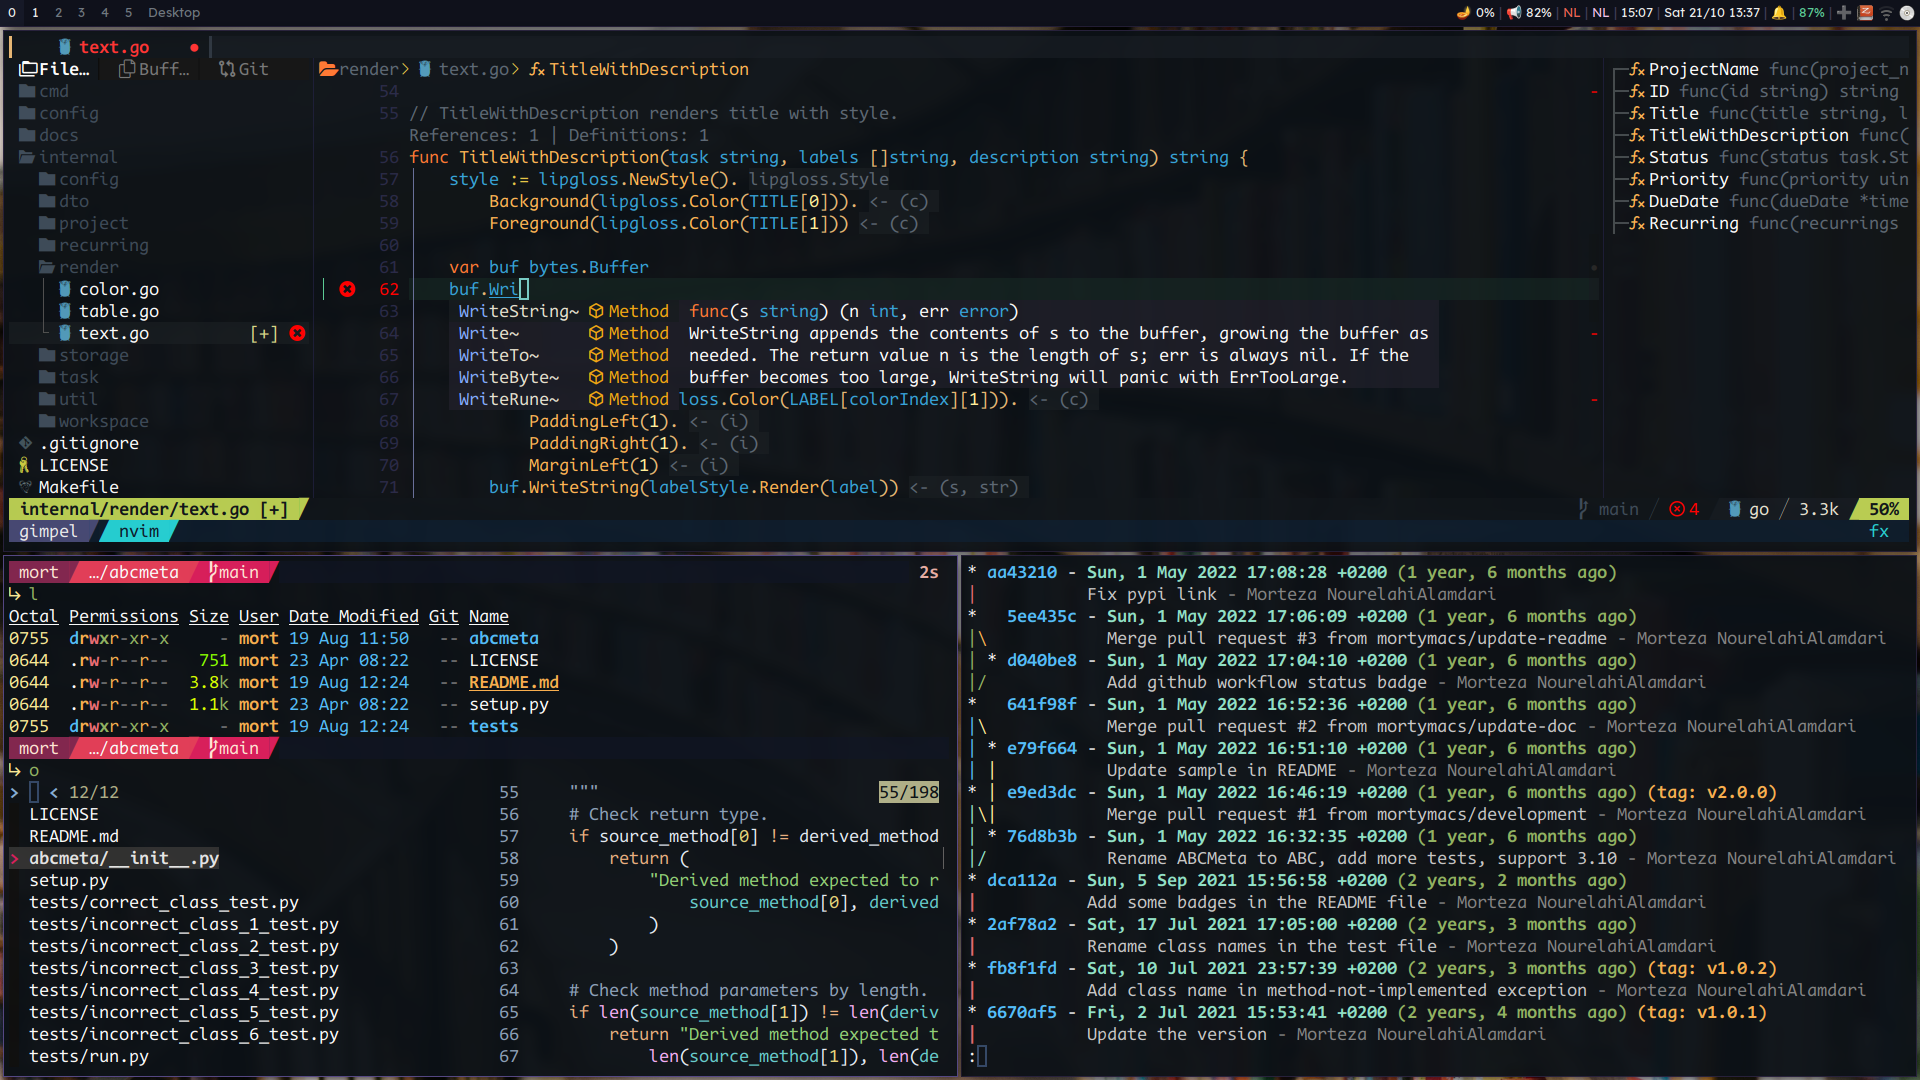 0 1 2 3 4 5 Desktop
0% | 82% | NL | NL | 15:07 | Sat 21/10 13:37 | 87% |
text.go ●
File… Buff… Git
render> text.go> TitleWithDescription
cmd
config
docs
internal
config
dto
project
recurring
render
color.go
table.go
text.go [+]
storage
task
util
workspace
.gitignore
LICENSE
Makefile
54
55 // TitleWithDescription renders title with style.
References: 1 | Definitions: 1
56 func TitleWithDescription(task string, labels []string, description string) string {
57 style := lipgloss.NewStyle(). lipgloss.Style
58 Background(lipgloss.Color(TITLE[0])). <- (c)
59 Foreground(lipgloss.Color(TITLE[1])) <- (c)
60
61 var buf bytes.Buffer
62 buf.Wri
63 WriteString~ Method func(s string) (n int, err error)
64 Write~ Method WriteString appends the contents of s to the buffer, growing the buffer as
65 WriteTo~ Method needed. The return value n is the length of s; err is always nil. If the
66 WriteByte~ Method buffer becomes too large, WriteString will panic with ErrTooLarge.
67 WriteRune~ Method loss.Color(LABEL[colorIndex][1])). <- (c)
68 PaddingLeft(1). <- (i)
69 PaddingRight(1). <- (i)
70 MarginLeft(1) <- (i)
71 buf.WriteString(labelStyle.Render(label)) <- (s, str)
fx ProjectName func(project_n
fx ID func(id string) string
fx Title func(title string, l
fx TitleWithDescription func(
fx Status func(status task.St
fx Priority func(priority uin
fx DueDate func(dueDate *time
fx Recurring func(recurrings
internal/render/text.go [+] main / 4 go / 3.3k 50%
gimpel nvim fx
mort …/abcmeta main 2s
l
Octal Permissions Size User Date Modified Git Name
0755 drwxr-xr-x - mort 19 Aug 11:50 -- abcmeta
0644 .rw-r--r-- 751 mort 23 Apr 08:22 -- LICENSE
0644 .rw-r--r-- 3.8k mort 19 Aug 12:24 -- README.md
0644 .rw-r--r-- 1.1k mort 23 Apr 08:22 -- setup.py
0755 drwxr-xr-x - mort 19 Aug 12:24 -- tests
mort …/abcmeta main
o
> < 12/12
LICENSE
README.md
> abcmeta/__init__.py
setup.py
tests/correct_class_test.py
tests/incorrect_class_1_test.py
tests/incorrect_class_2_test.py
tests/incorrect_class_3_test.py
tests/incorrect_class_4_test.py
tests/incorrect_class_5_test.py
tests/incorrect_class_6_test.py
tests/run.py
55 """ 55/198
56 # Check return type.
57 if source_method[0] != derived_method
58 return (
59 "Derived method expected to r
60 source_method[0], derived
61 )
62 )
63
64 # Check method parameters by length.
65 if len(source_method[1]) != len(deriv
66 return "Derived method expected t
67 len(source_method[1]), len(de
* aa43210 - Sun, 1 May 2022 17:08:28 +0200 (1 year, 6 months ago)
| Fix pypi link - Morteza NourelahiAlamdari
* 5ee435c - Sun, 1 May 2022 17:06:09 +0200 (1 year, 6 months ago)
|\ Merge pull request #3 from mortymacs/update-readme - Morteza NourelahiAlamdari
| * d040be8 - Sun, 1 May 2022 17:04:10 +0200 (1 year, 6 months ago)
|/ Add github workflow status badge - Morteza NourelahiAlamdari
* 641f98f - Sun, 1 May 2022 16:52:36 +0200 (1 year, 6 months ago)
|\ Merge pull request #2 from mortymacs/update-doc - Morteza NourelahiAlamdari
| * e79f664 - Sun, 1 May 2022 16:51:10 +0200 (1 year, 6 months ago)
| | Update sample in README - Morteza NourelahiAlamdari
* | e9ed3dc - Sun, 1 May 2022 16:46:19 +0200 (1 year, 6 months ago) (tag: v2.0.0)
|\| Merge pull request #1 from mortymacs/development - Morteza NourelahiAlamdari
| * 76d8b3b - Sun, 1 May 2022 16:32:35 +0200 (1 year, 6 months ago)
|/ Rename ABCMeta to ABC, add more tests, support 3.10 - Morteza NourelahiAlamdari
* dca112a - Sun, 5 Sep 2021 15:56:58 +0200 (2 years, 2 months ago)
| Add some badges in the README file - Morteza NourelahiAlamdari
* 2af78a2 - Sat, 17 Jul 2021 17:05:00 +0200 (2 years, 3 months ago)
| Rename class names in the test file - Morteza NourelahiAlamdari
* fb8f1fd - Sat, 10 Jul 2021 23:57:39 +0200 (2 years, 3 months ago) (tag: v1.0.2)
| Add class name in method-not-implemented exception - Morteza NourelahiAlamdari
* 6670af5 - Fri, 2 Jul 2021 15:53:41 +0200 (2 years, 4 months ago) (tag: v1.0.1)
| Update the version - Morteza NourelahiAlamdari
: